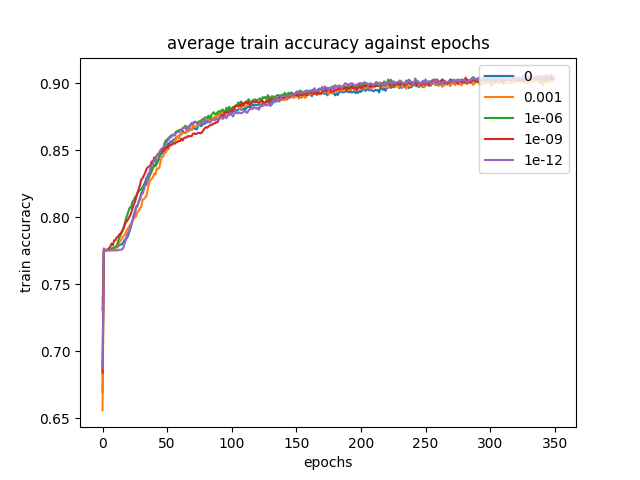 average train accuracy against epochs
train accuracy
0.90
0.85
0.80
0.75
0.70
0.65
0
0.001
1e-06
1e-09
1e-12
0 50 100 150 200 250 300 350
epochs